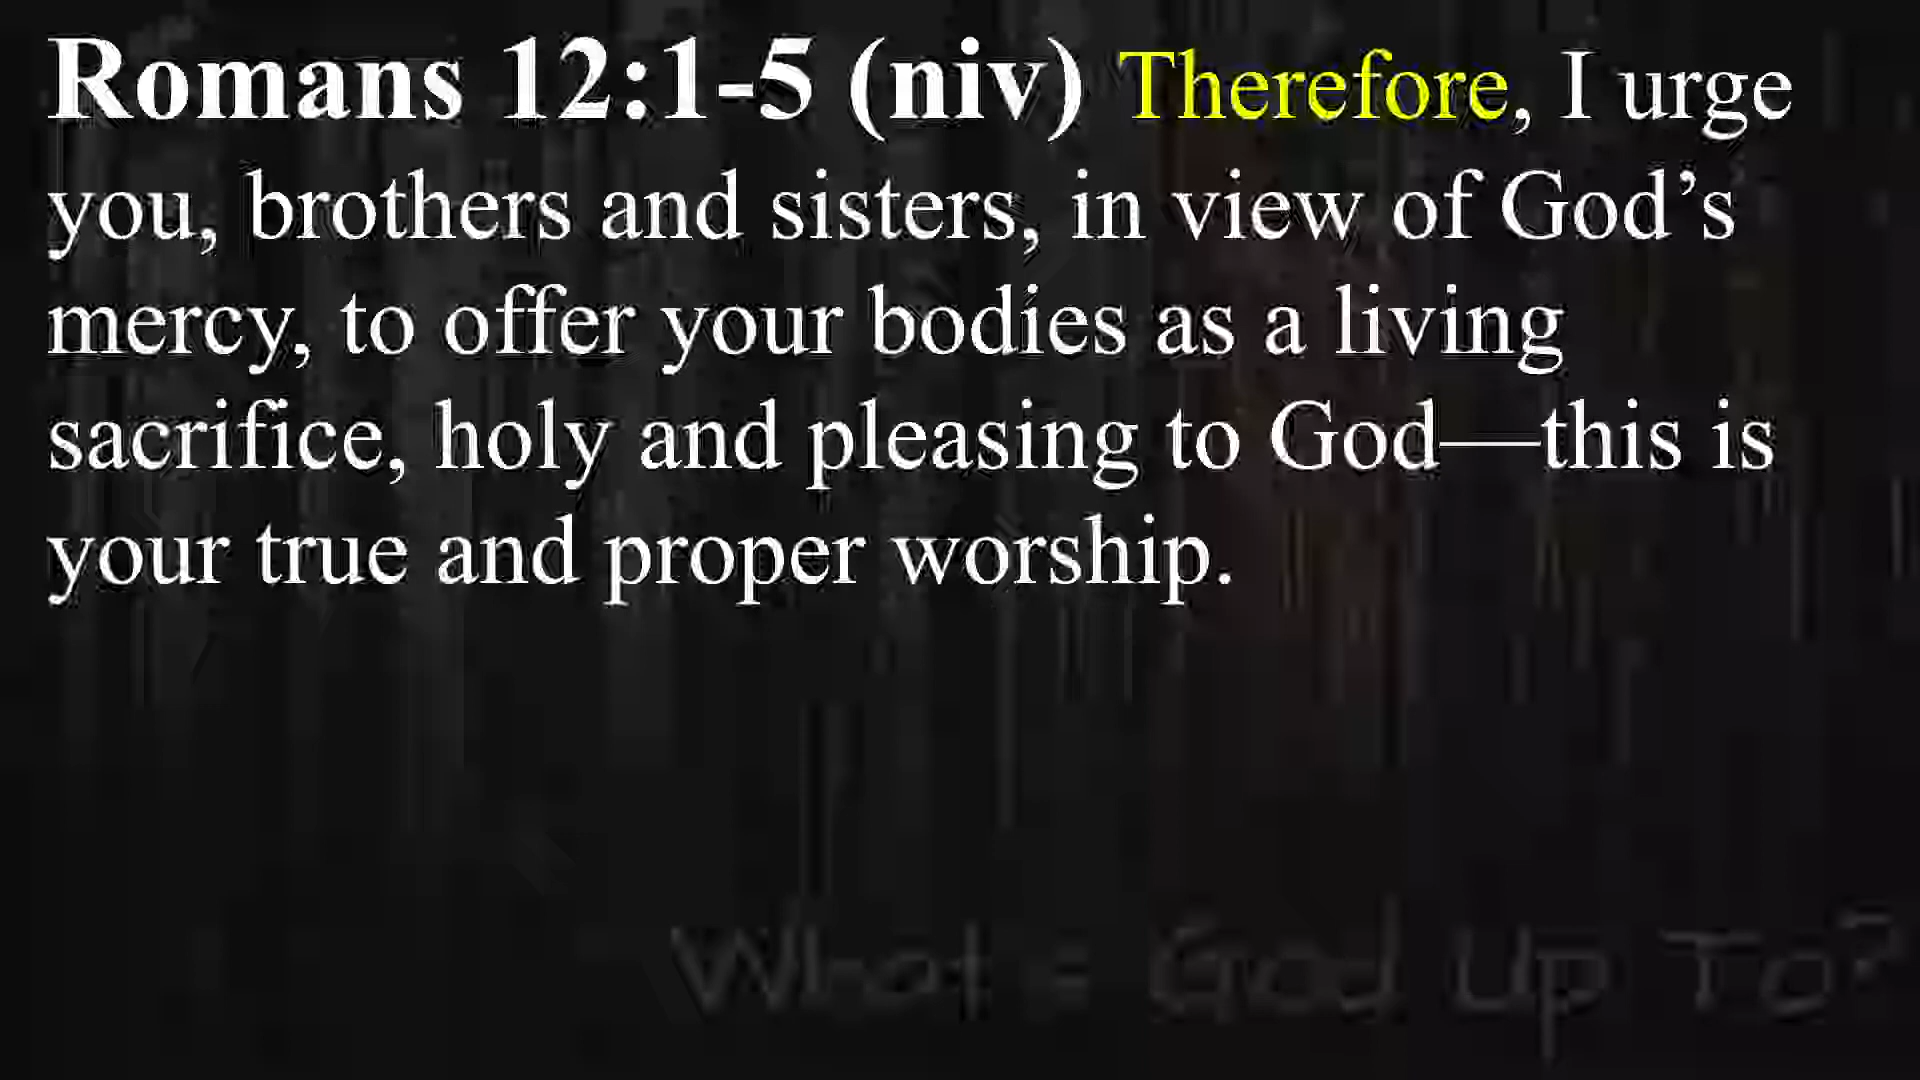 Romans 12:1-5 (niv) Therefore, I urge
you, brothers and sisters, in view of God’s
mercy, to offer your bodies as a living
sacrifice, holy and pleasing to God—this is
your true and proper worship.
What = God Up To?